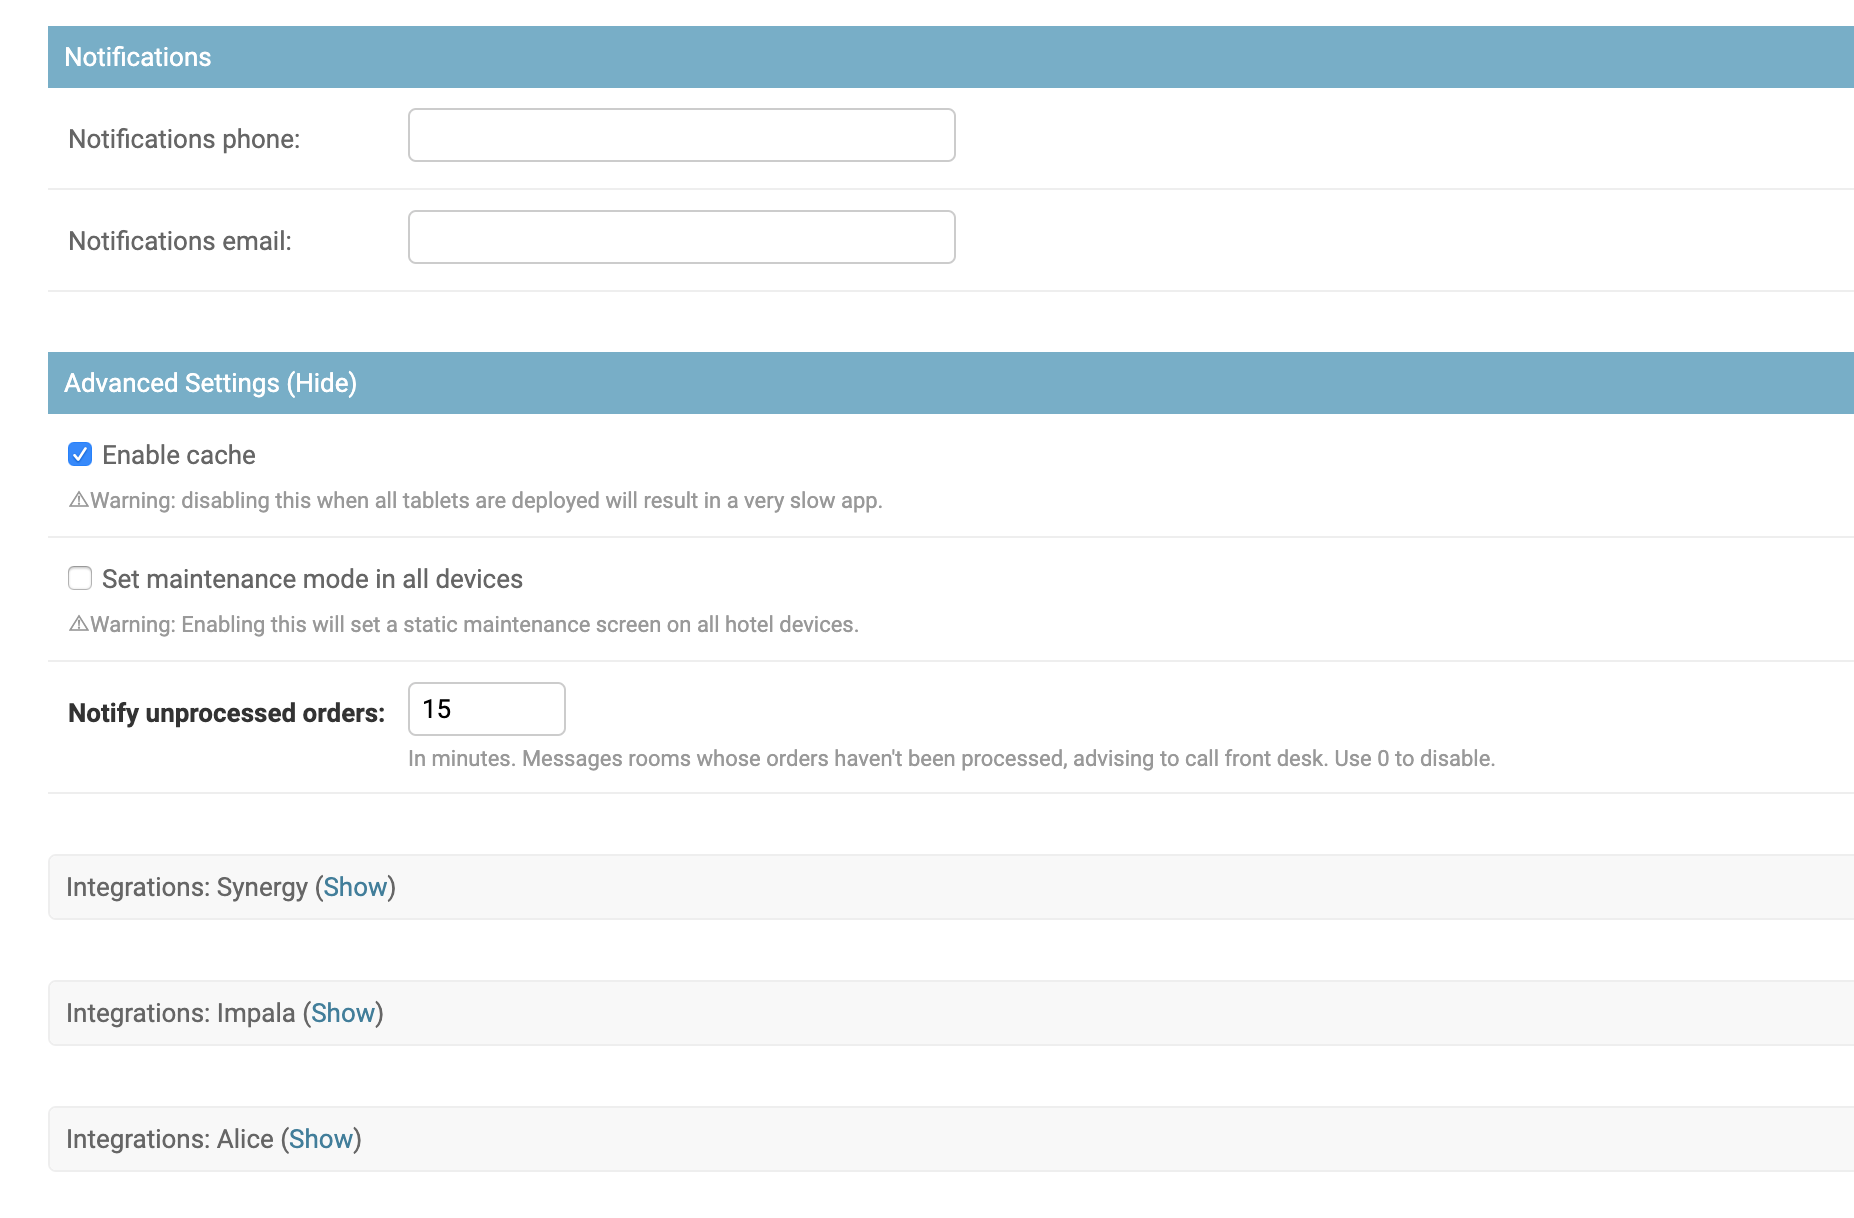 Notifications
Notifications phone:
Notifications email:
Advanced Settings (Hide)
Enable cache
⚠Warning: disabling this when all tablets are deployed will result in a very slow app.
Set maintenance mode in all devices
⚠Warning: Enabling this will set a static maintenance screen on all hotel devices.
Notify unprocessed orders: 15
In minutes. Messages rooms whose orders haven't been processed, advising to call front desk. Use 0 to disable.
Integrations: Synergy (Show)
Integrations: Impala (Show)
Integrations: Alice (Show)